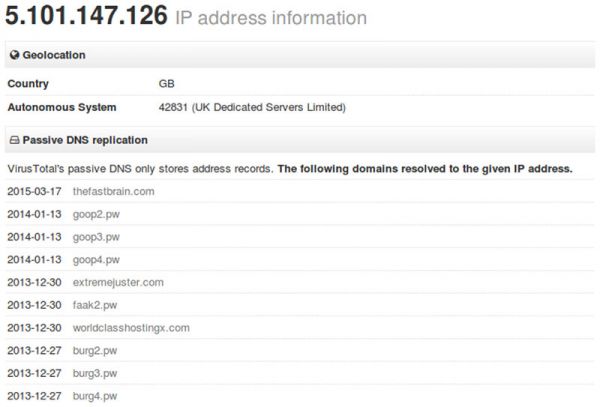 5.101.147.126 IP address information
Geolocation
Country GB
Autonomous System 42831 (UK Dedicated Servers Limited)
Passive DNS replication
VirusTotal's passive DNS only stores address records. The following domains resolved to the given IP address.
2015-03-17 thefastbrain.com
2014-01-13 goop2.pw
2014-01-13 goop3.pw
2014-01-13 goop4.pw
2013-12-30 extremejuster.com
2013-12-30 faak2.pw
2013-12-30 worldclasshostingx.com
2013-12-27 burg2.pw
2013-12-27 burg3.pw
2013-12-27 burg4.pw